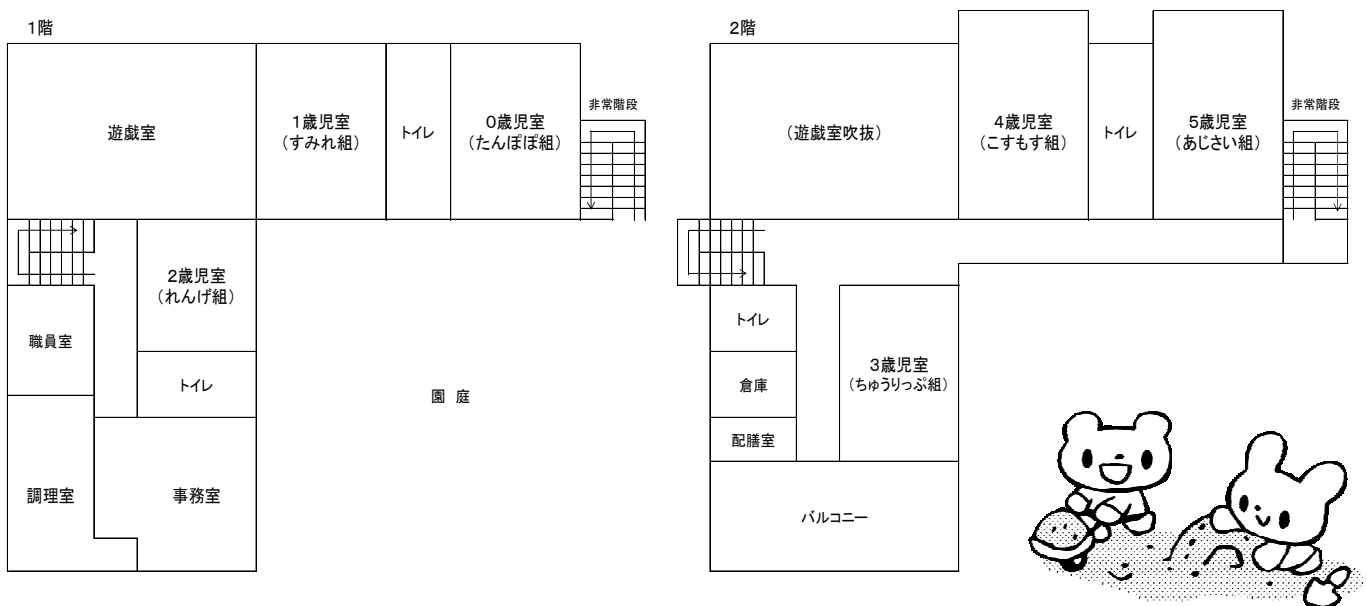 1階
遊戯室
1歳児室
(すみれ組)
トイレ
0歳児室
(たんぽぽ組)
非常階段
2歳児室
(れんげ組)
職員室
トイレ
園 庭
調理室
事務室
2階
(遊戯室吹抜)
4歳児室
(こすもす組)
トイレ
5歳児室
(あじさい組)
非常階段
トイレ
3歳児室
(ちゅうりっぷ組)
倉庫
配膳室
バルコニー